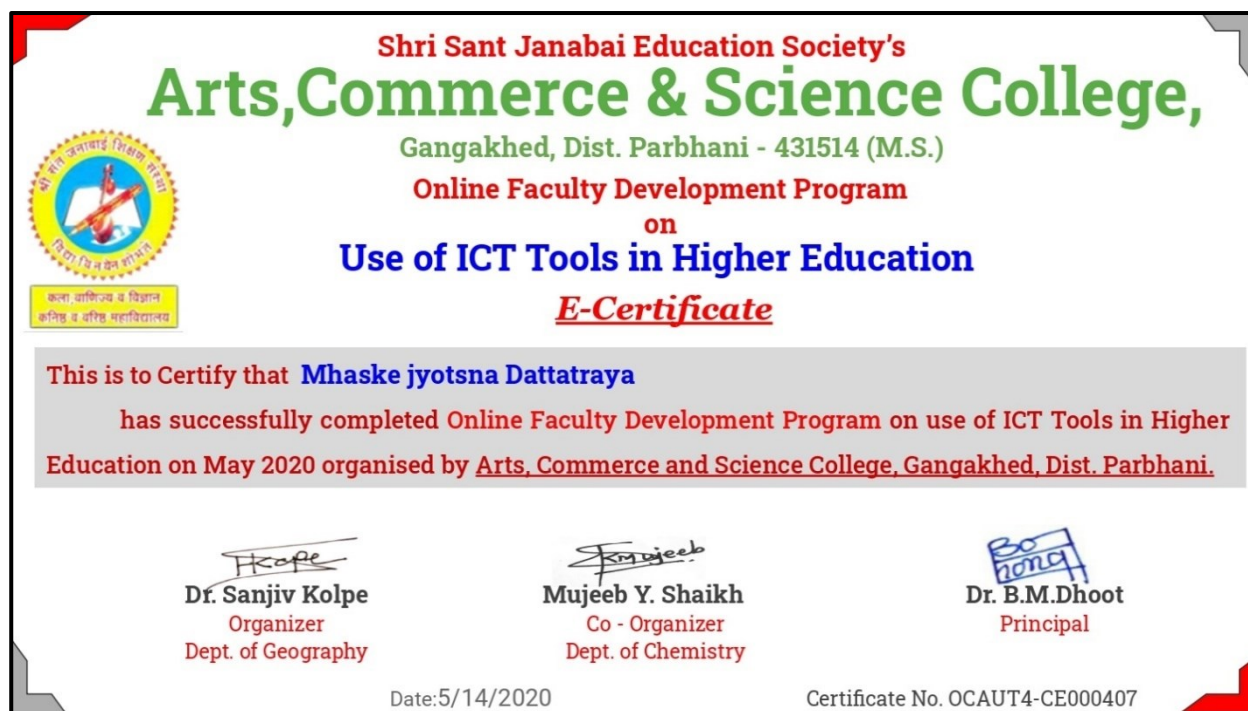 Shri Sant Janabai Education Society's
Arts,Commerce & Science College,
Gangakhed, Dist. Parbhani - 431514 (M.S.)
Online Faculty Development Program
on
Use of ICT Tools in Higher Education
E-Certificate
श्री संत जनाबाई शिक्षण संस्था
विद्या विनयेन शोभते
कला,वाणिज्य व विज्ञान
कनिष्ठ व वरिष्ठ महाविद्यालय
This is to Certify that Mhaske jyotsna Dattatraya
has successfully completed Online Faculty Development Program on use of ICT Tools in Higher
Education on May 2020 organised by Arts, Commerce and Science College, Gangakhed, Dist. Parbhani.
Dr. Sanjiv Kolpe
Organizer
Dept. of Geography
Mujeeb Y. Shaikh
Co - Organizer
Dept. of Chemistry
Dr. B.M.Dhoot
Principal
Date:5/14/2020
Certificate No. OCAUT4-CE000407